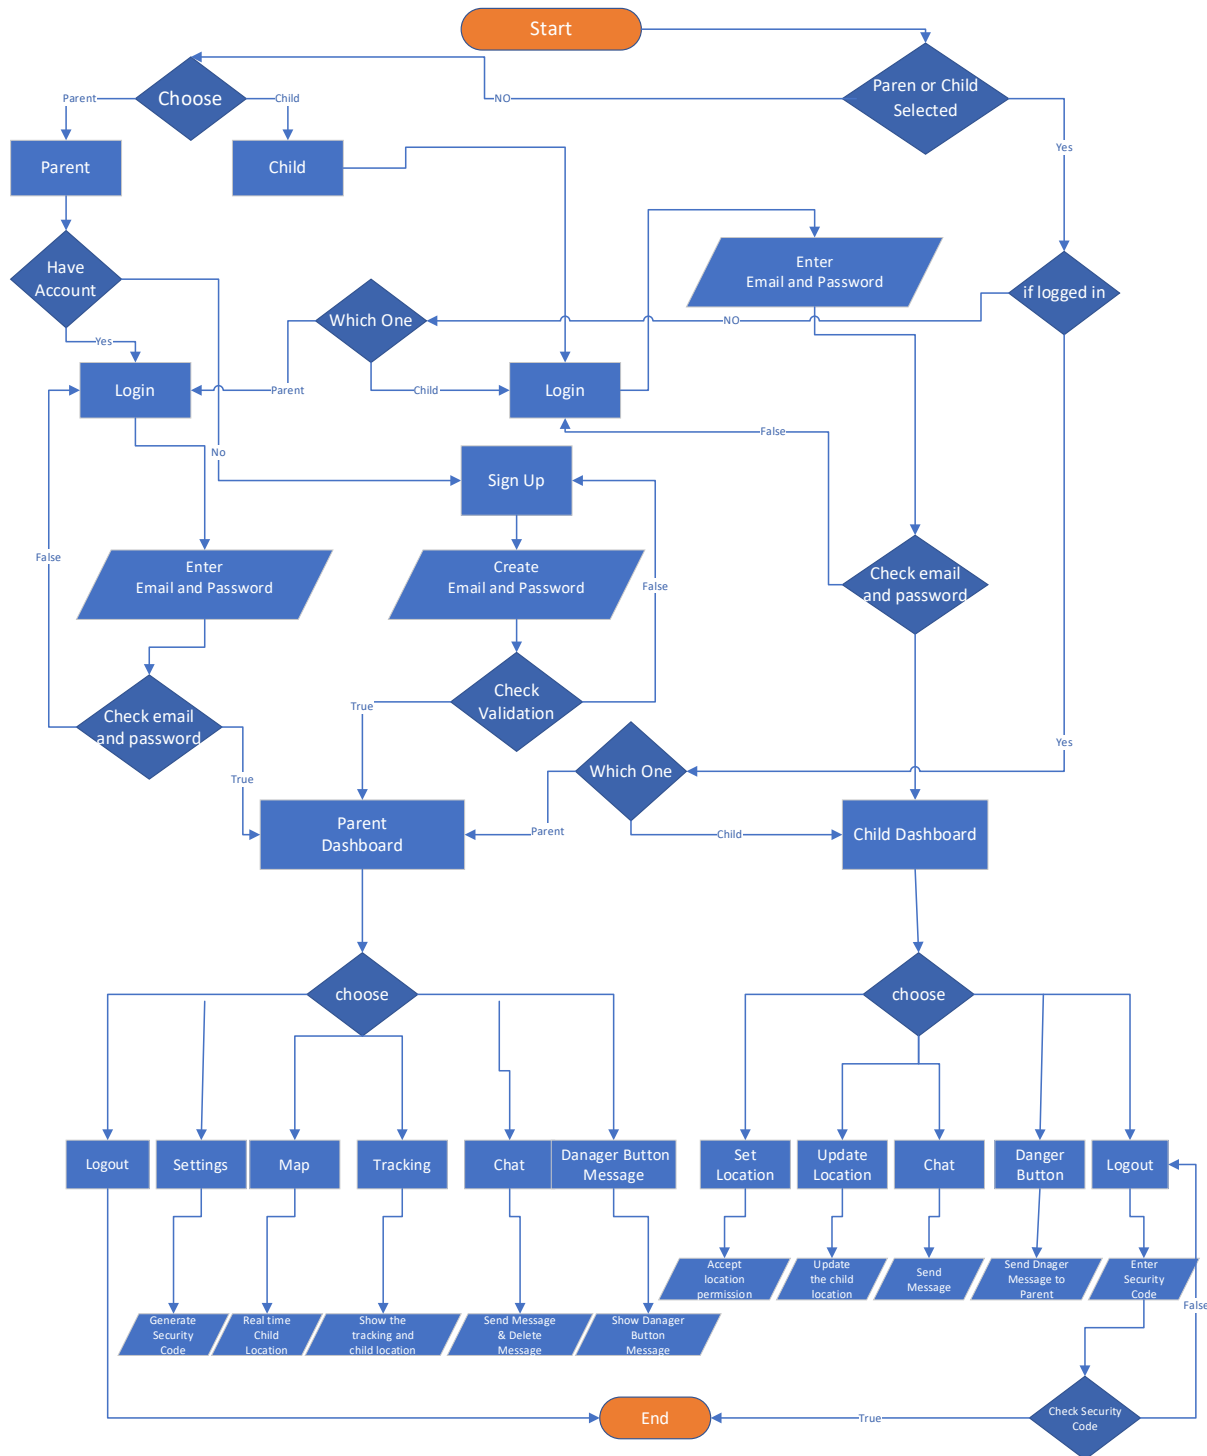 Start
Paren or Child
Selected
Choose
Parent
Child
NO
Yes
Parent
Child
Have
Account
Enter
Email and Password
if logged in
Which One
NO
Yes
Login
Parent
Child
Login
No
False
Sign Up
False
Enter
Email and Password
Create
Email and Password
False
Check email
and password
Check email
and password
True
Check
Validation
True
Which One
Yes
Parent
Dashboard
Parent
Child
Child Dashboard
choose
choose
Logout
Settings
Map
Tracking
Chat
Danager Button
Message
Set
Location
Update
Location
Chat
Danger
Button
Logout
Accept
location
permission
Update
the child
location
Send
Message
Send Dnager
Message to
Parent
Enter
Security
Code
False
Generate
Security
Code
Real time
Child
Location
Show the
tracking and
child location
Send Message
& Delete
Message
Show Danager
Button
Message
End
True
Check Security
Code